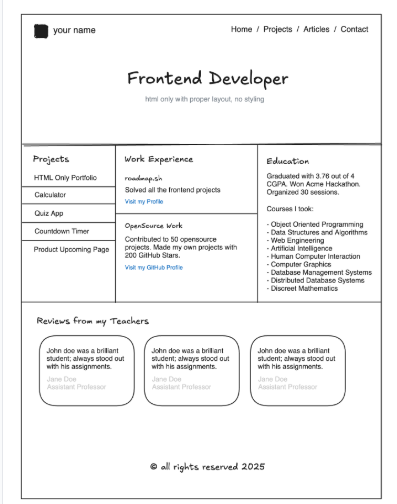 your name
Home / Projects / Articles / Contact
Frontend Developer
html only with proper layout, no styling
Projects
HTML Only Portfolio
Calculator
Quiz App
Countdown Timer
Product Upcoming Page
Work Experience
roadmap.sh
Solved all the frontend projects
Visit my Profile
OpenSource Work
Contributed to 50 opensource
projects. Made my own projects with
200 GitHub Stars.
Visit my GitHub Profile
Education
Graduated with 3.76 out of 4
CGPA. Won Acme Hackathon.
Organized 30 sessions.
Courses I took:
- Object Oriented Programming
- Data Structures and Algorithms
- Web Engineering
- Artificial Intelligence
- Human Computer Interaction
- Computer Graphics
- Database Management Systems
- Distributed Database Systems
- Discreet Mathematics
Reviews from my Teachers
John doe was a brilliant
student; always stood out
with his assignments.
Jane Doe
Assistant Professor
John doe was a brilliant
student; always stood out
with his assignments.
Jane Doe
Assistant Professor
John doe was a brilliant
student; always stood out
with his assignments.
Jane Doe
Assistant Professor
© all rights reserved 2025